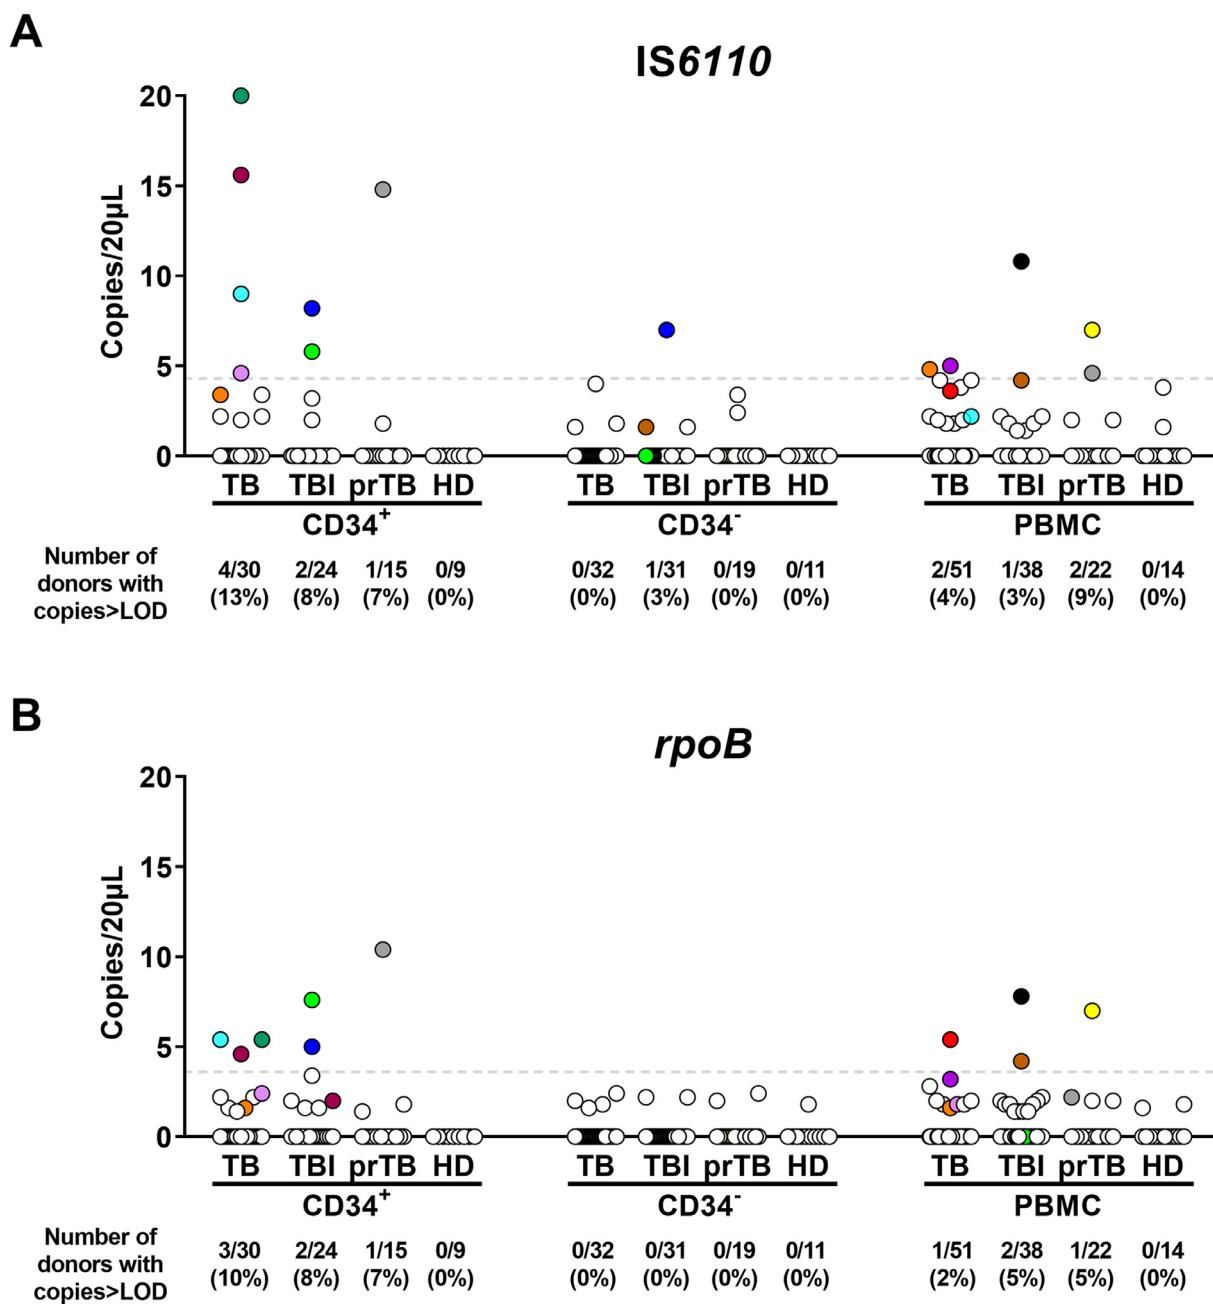 A
IS6110
Copies/20µL
20
15
10
5
0
TB TBI prTB HD TB TBI prTB HD TB TBI prTB HD
CD34+ CD34- PBMC
Number of donors with copies>LOD
4/30 2/24 1/15 0/9 0/32 1/31 0/19 0/11 2/51 1/38 2/22 0/14
(13%) (8%) (7%) (0%) (0%) (3%) (0%) (0%) (4%) (3%) (9%) (0%)
B
rpoB
Copies/20µL
20
15
10
5
0
TB TBI prTB HD TB TBI prTB HD TB TBI prTB HD
CD34+ CD34- PBMC
Number of donors with copies>LOD
3/30 2/24 1/15 0/9 0/32 0/31 0/19 0/11 1/51 2/38 1/22 0/14
(10%) (8%) (7%) (0%) (0%) (0%) (0%) (0%) (2%) (5%) (5%) (0%)